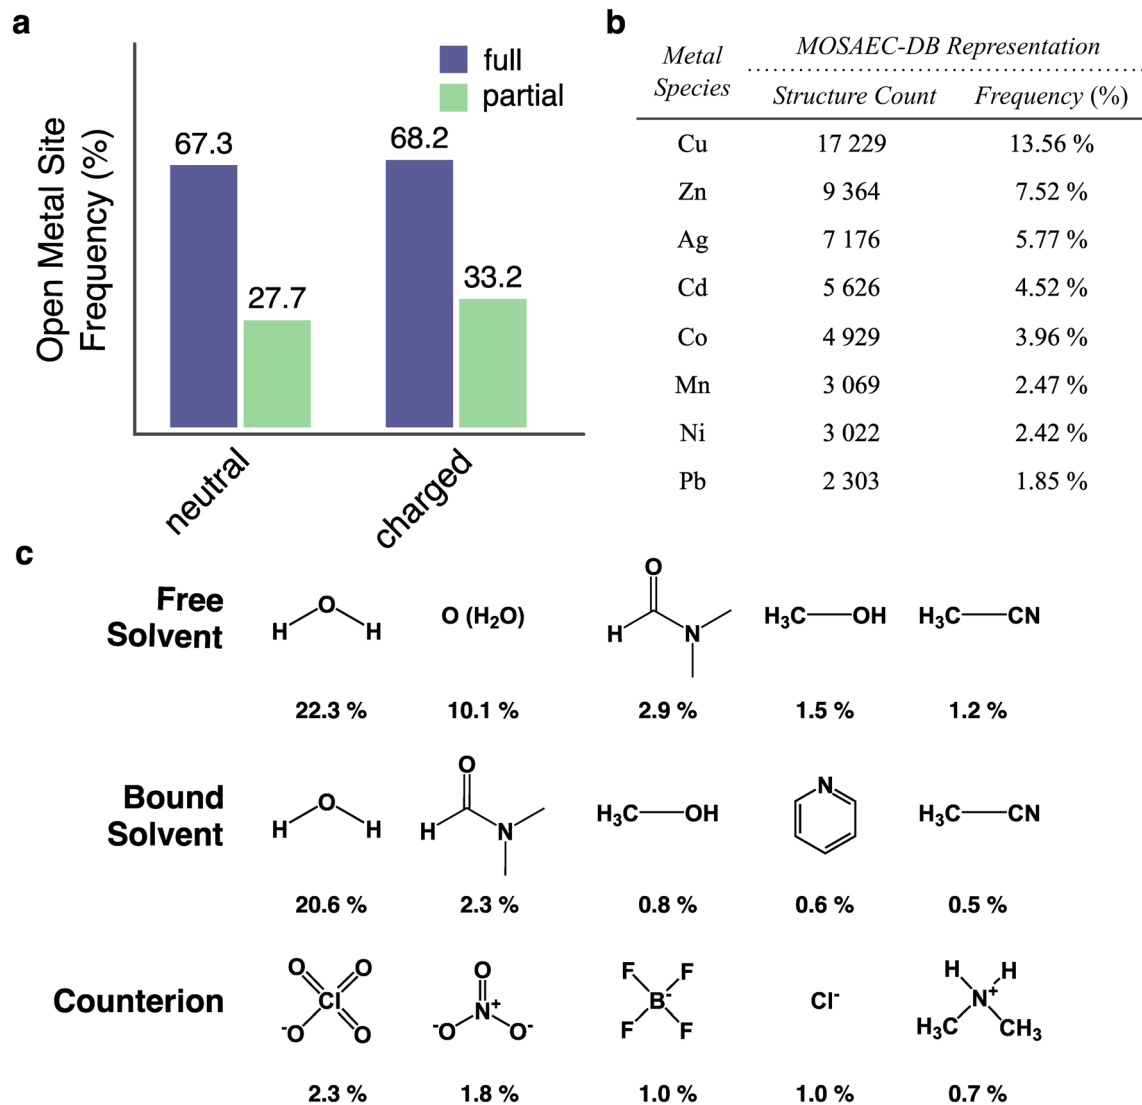 a
Open Metal Site
Frequency (%)
full
partial
67.3
27.7
68.2
33.2
neutral
charged
b
Metal
Species
MOSAEC-DB Representation
Structure Count Frequency (%)
Cu 17 229 13.56 %
Zn 9 364 7.52 %
Ag 7 176 5.77 %
Cd 5 626 4.52 %
Co 4 929 3.96 %
Mn 3 069 2.47 %
Ni 3 022 2.42 %
Pb 2 303 1.85 %
c
Free
Solvent
O
H H
O (H₂O)
O
H N
H₃C OH
H₃C CN
22.3 % 10.1 % 2.9 % 1.5 % 1.2 %
Bound
Solvent
O
H H
O
H N
H₃C OH
N
H₃C CN
20.6 % 2.3 % 0.8 % 0.6 % 0.5 %
Counterion
O O
Cl
⁻O O
O
N⁺
⁻O O⁻
F F
B⁻
F F
Cl⁻
H H
N⁺
H₃C CH₃
2.3 % 1.8 % 1.0 % 1.0 % 0.7 %